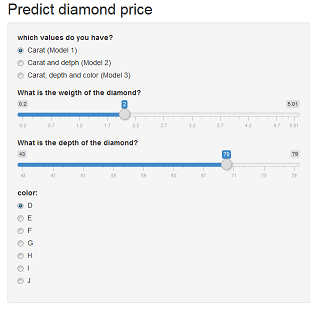 Predict diamond price
which values do you have?
Carat (Model 1)
Carat and detph (Model 2)
Carat, depth and color (Model 3)
What is the weigth of the diamond?
0.2 2 5.01
0.2 0.7 1.2 1.7 2.2 2.7 3.2 3.7 4.2 4.7 5.01
What is the depth of the diamond?
43 70 79
43 47 51 55 59 63 67 71 75 79
color:
D
E
F
G
H
I
J